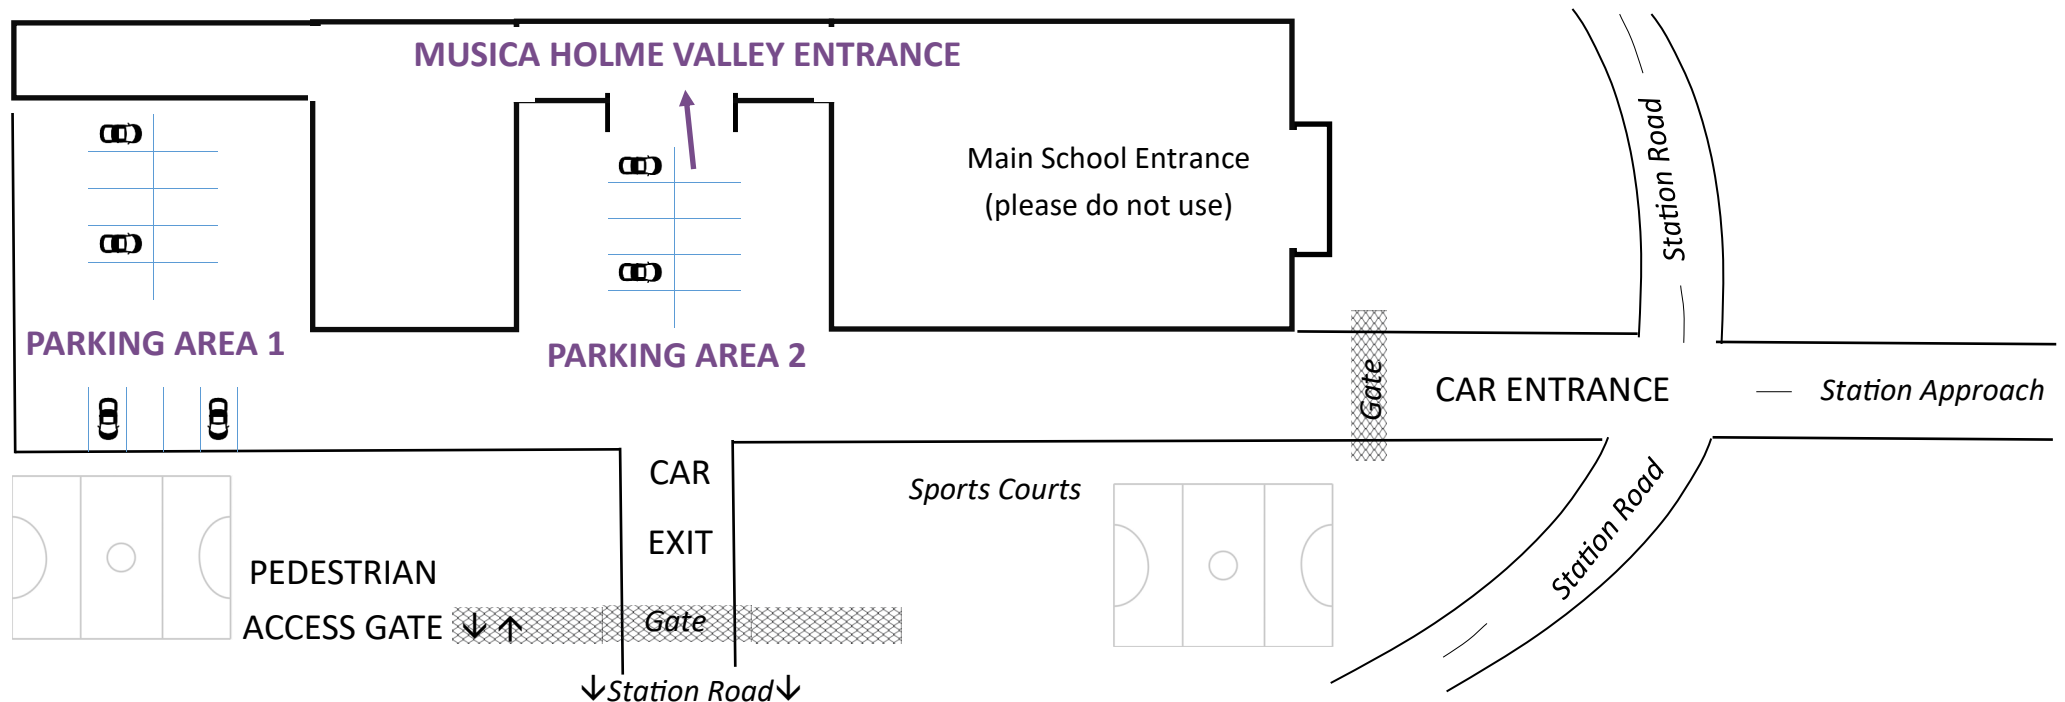 MUSICA HOLME VALLEY ENTRANCE
Main School Entrance
(please do not use)
Station Road
PARKING AREA 1
PARKING AREA 2
Gate
CAR ENTRANCE
Station Approach
CAR
EXIT
Sports Courts
Station Road
PEDESTRIAN
ACCESS GATE ↓ ↑
Gate
↓Station Road↓